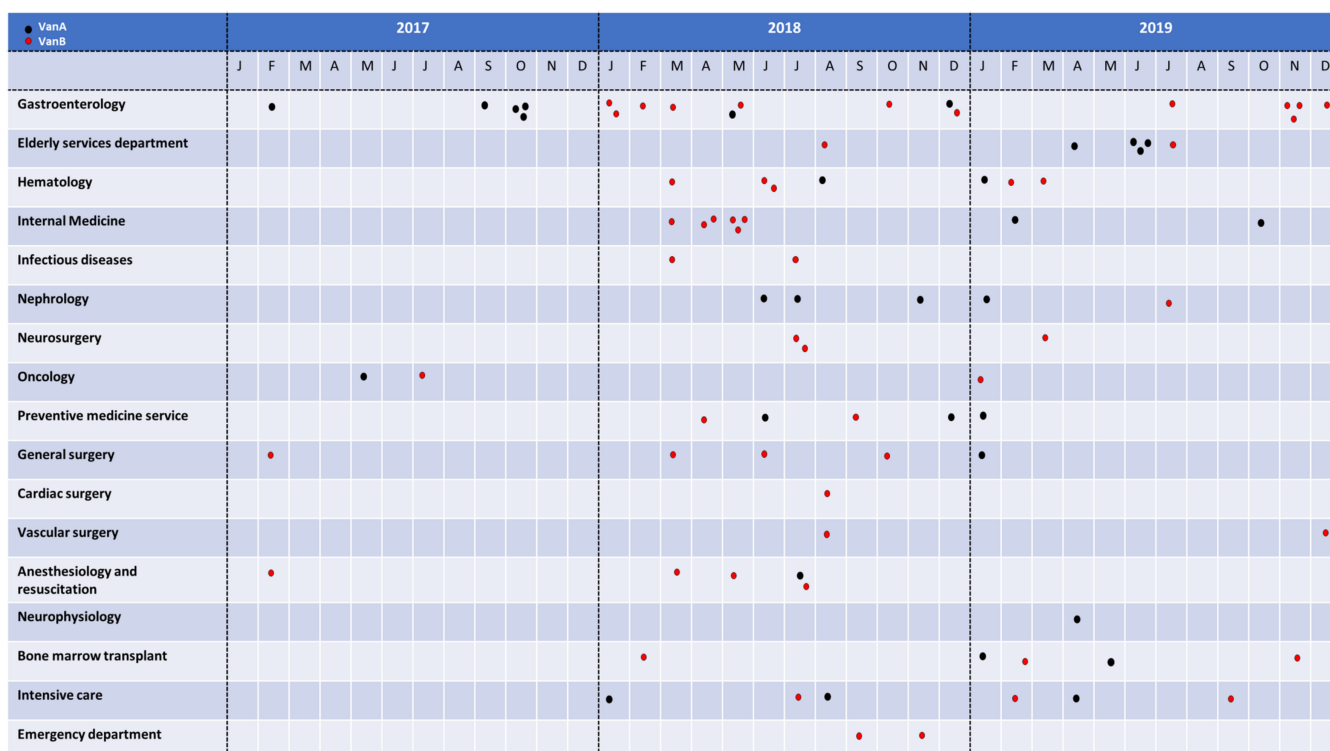 VanA
VanB
2017 2018 2019
J F M A M J J A S O N D J F M A M J J A S O N D J F M A M J J A S O N D
Gastroenterology
Elderly services department
Hematology
Internal Medicine
Infectious diseases
Nephrology
Neurosurgery
Oncology
Preventive medicine service
General surgery
Cardiac surgery
Vascular surgery
Anesthesiology and
resuscitation
Neurophysiology
Bone marrow transplant
Intensive care
Emergency department